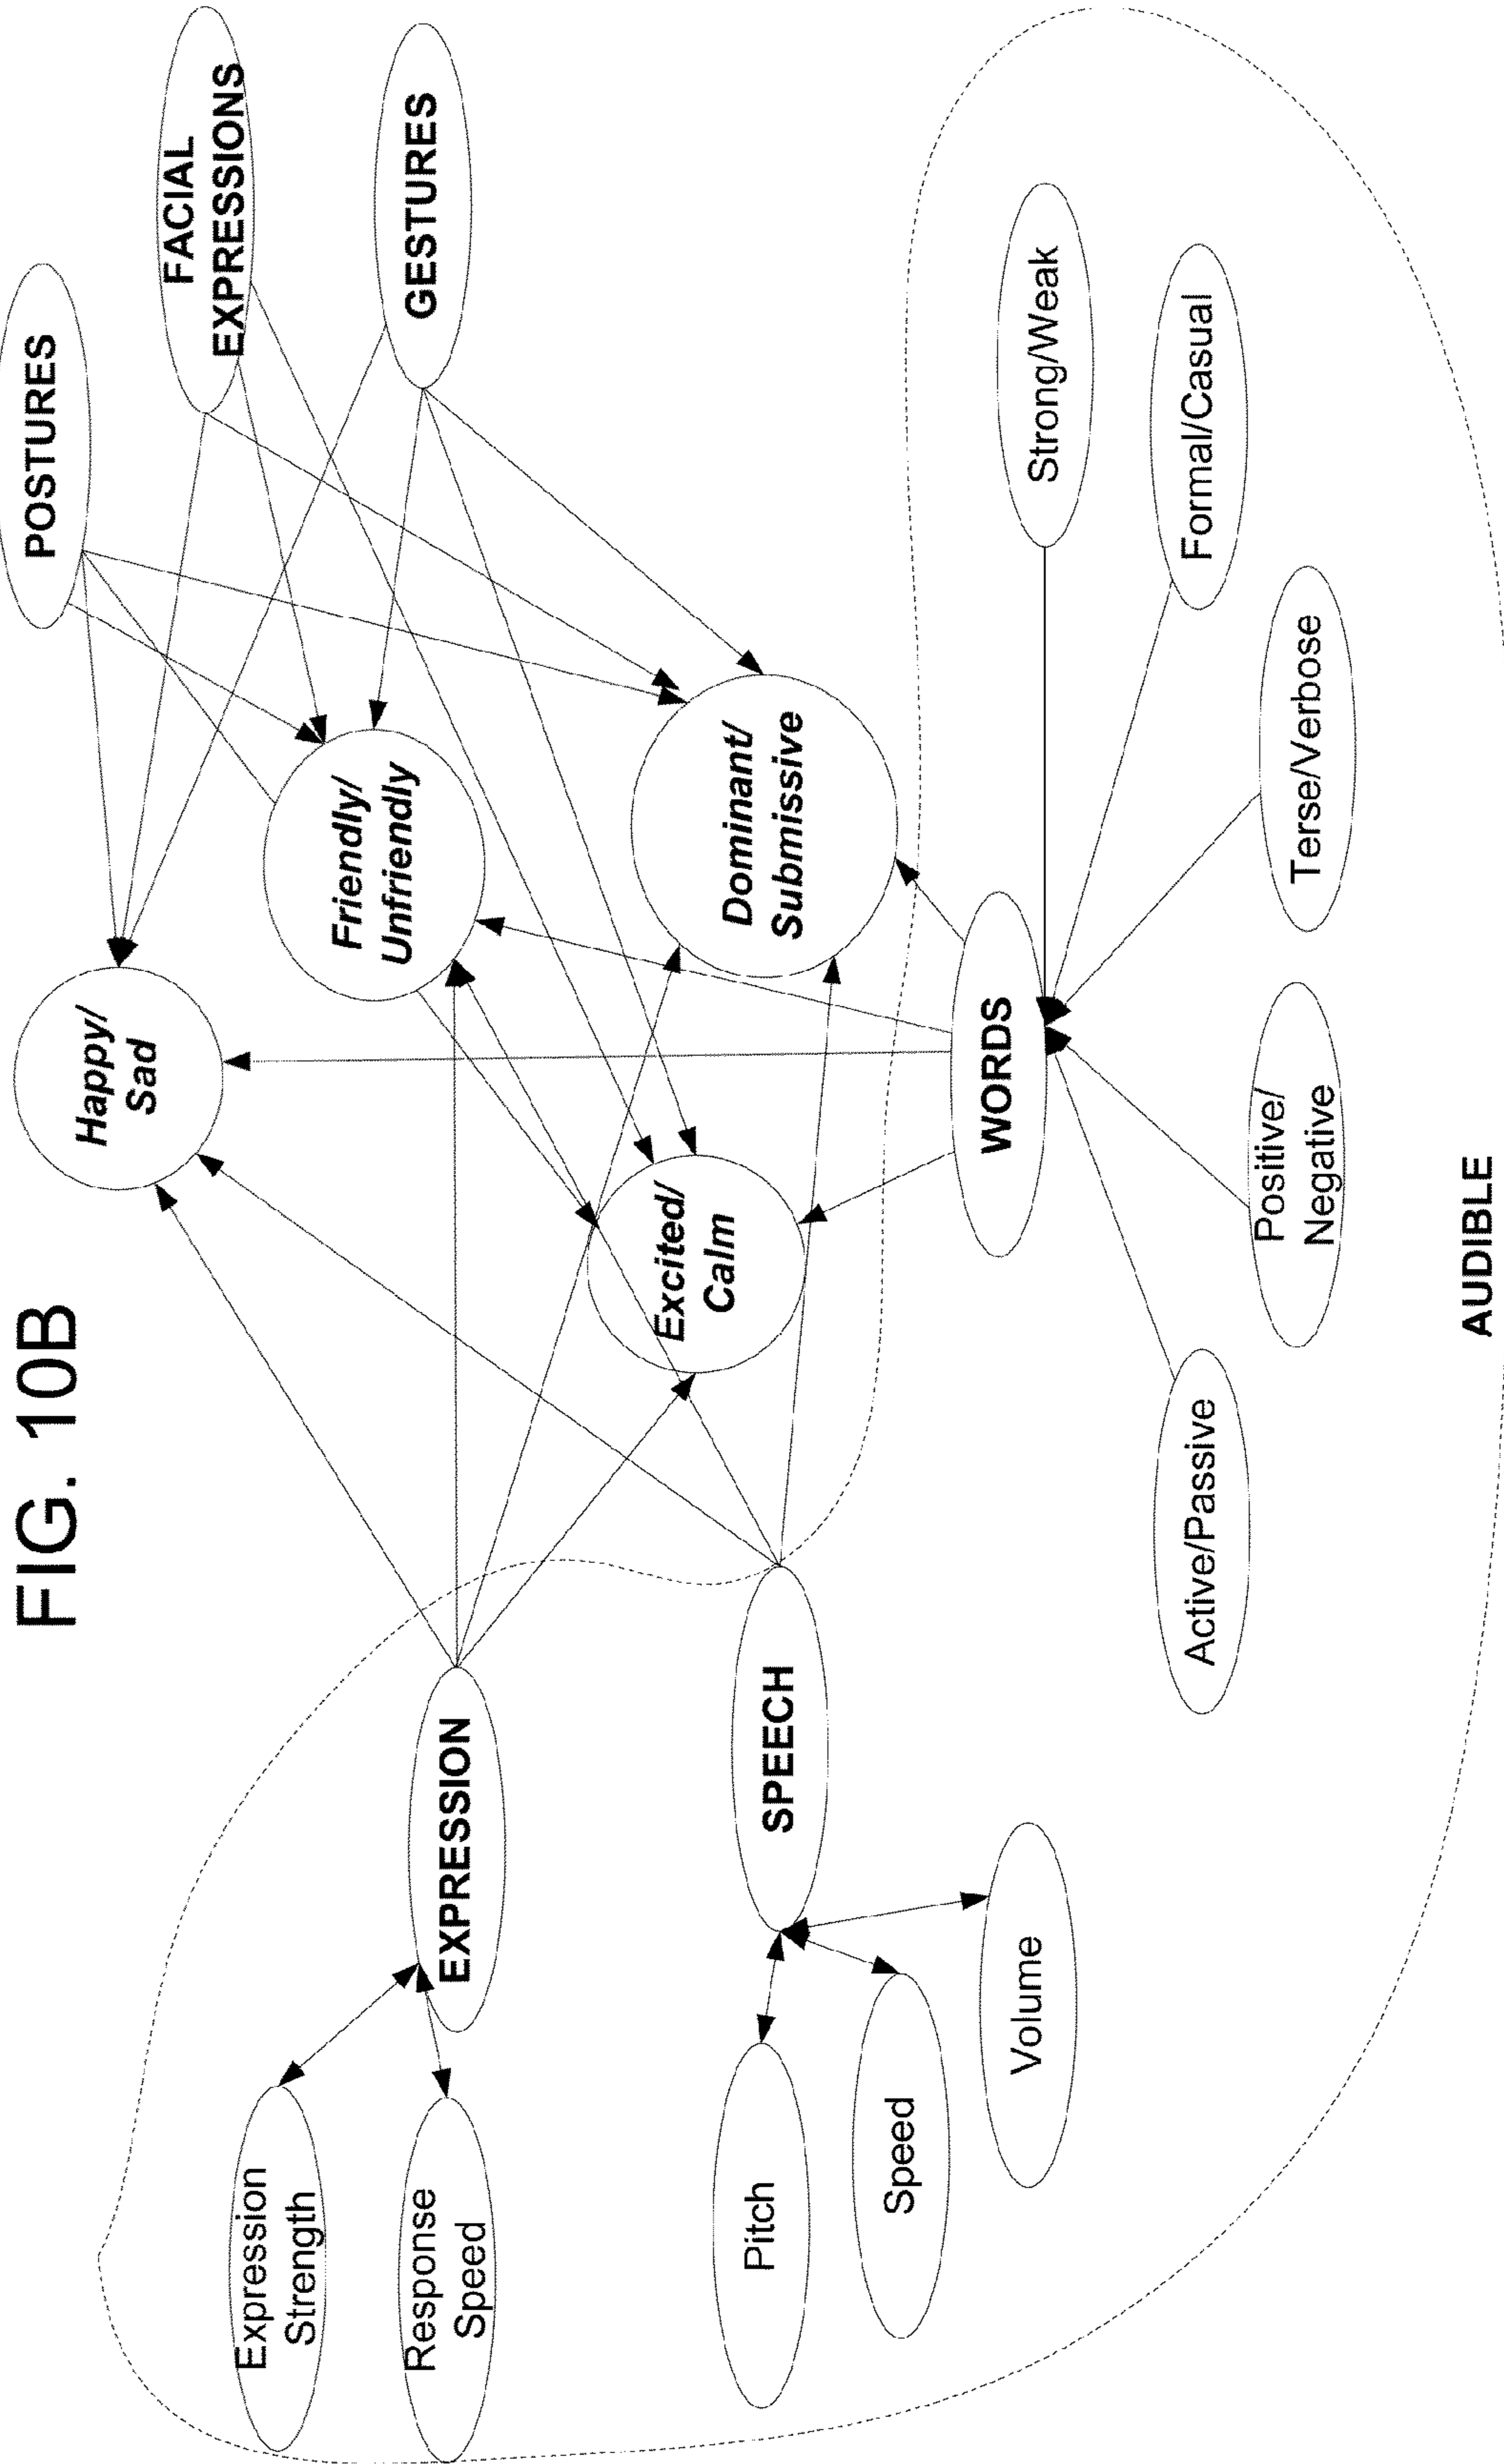 FIG. 10B
POSTURES
FACIAL
EXPRESSIONS
GESTURES
Happy/
Sad
Friendly/
Unfriendly
Excited/
Calm
Dominant/
Submissive
EXPRESSION
Expression
Strength
Response
Speed
SPEECH
Pitch
Speed
Volume
WORDS
Strong/Weak
Formal/Casual
Terse/Verbose
Positive/
Negative
Active/Passive
AUDIBLE